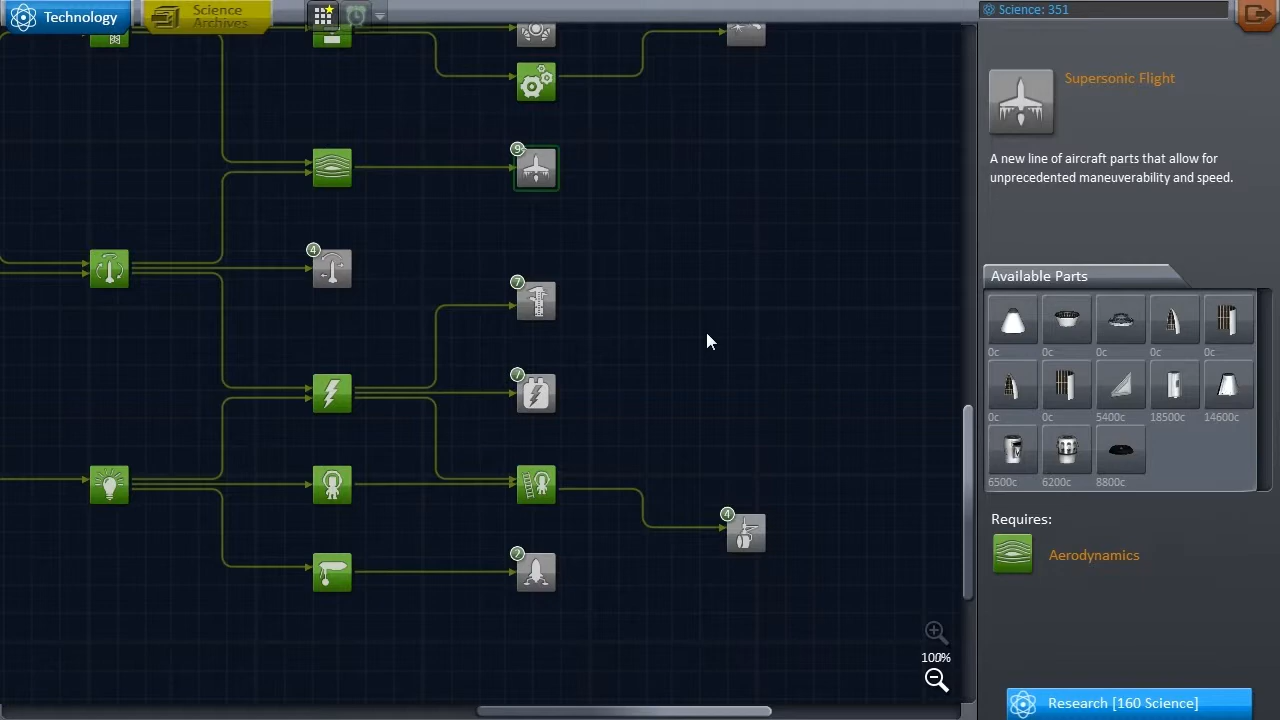 Technology
Science Archives
Science: 351
Supersonic Flight
A new line of aircraft parts that allow for
unprecedented maneuverability and speed.
9
4
7
7
Available Parts
0c 0c 0c 0c 0c
0c 0c 5400c 18500c 14600c
6500c 6200c 8800c
4
Requires:
Aerodynamics
100%
Research [160 Science]